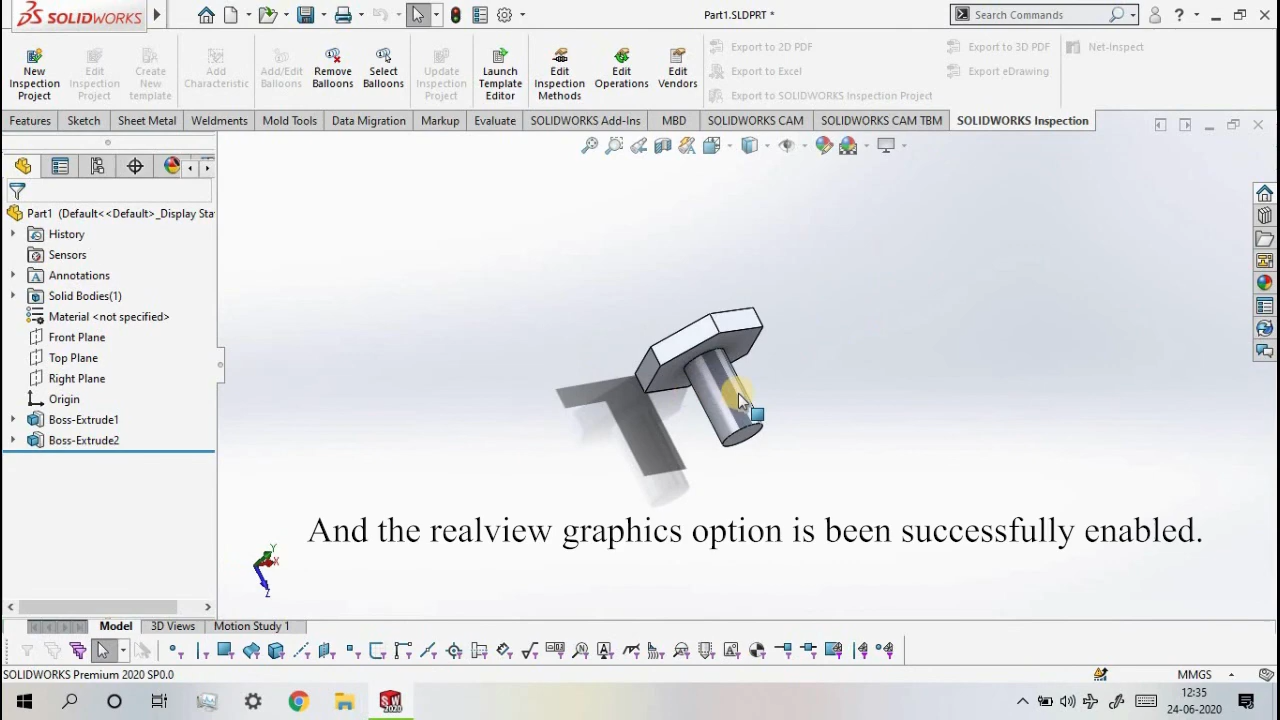 SOLIDWORKS
Part1.SLDPRT *
Search Commands
New Inspection Project
Edit Inspection Project
Create New template
Add Characteristic
Add/Edit Balloons
Remove Balloons
Select Balloons
Update Inspection Project
Launch Template Editor
Edit Inspection Methods
Edit Operations
Edit Vendors
Export to 2D PDF
Export to Excel
Export to SOLIDWORKS Inspection Project
Export to 3D PDF
Export eDrawing
Net-Inspect
Features Sketch Sheet Metal Weldments Mold Tools Data Migration Markup Evaluate SOLIDWORKS Add-Ins MBD SOLIDWORKS CAM SOLIDWORKS CAM TBM SOLIDWORKS Inspection
Part1 (Default<<Default>_Display Sta
History
Sensors
Annotations
Solid Bodies(1)
Material <not specified>
Front Plane
Top Plane
Right Plane
Origin
Boss-Extrude1
Boss-Extrude2
And the realview graphics option is been successfully enabled.
Y
X
Z
Model 3D Views Motion Study 1
SOLIDWORKS Premium 2020 SP0.0
MMGS
SW
2020
12:35
24-06-2020